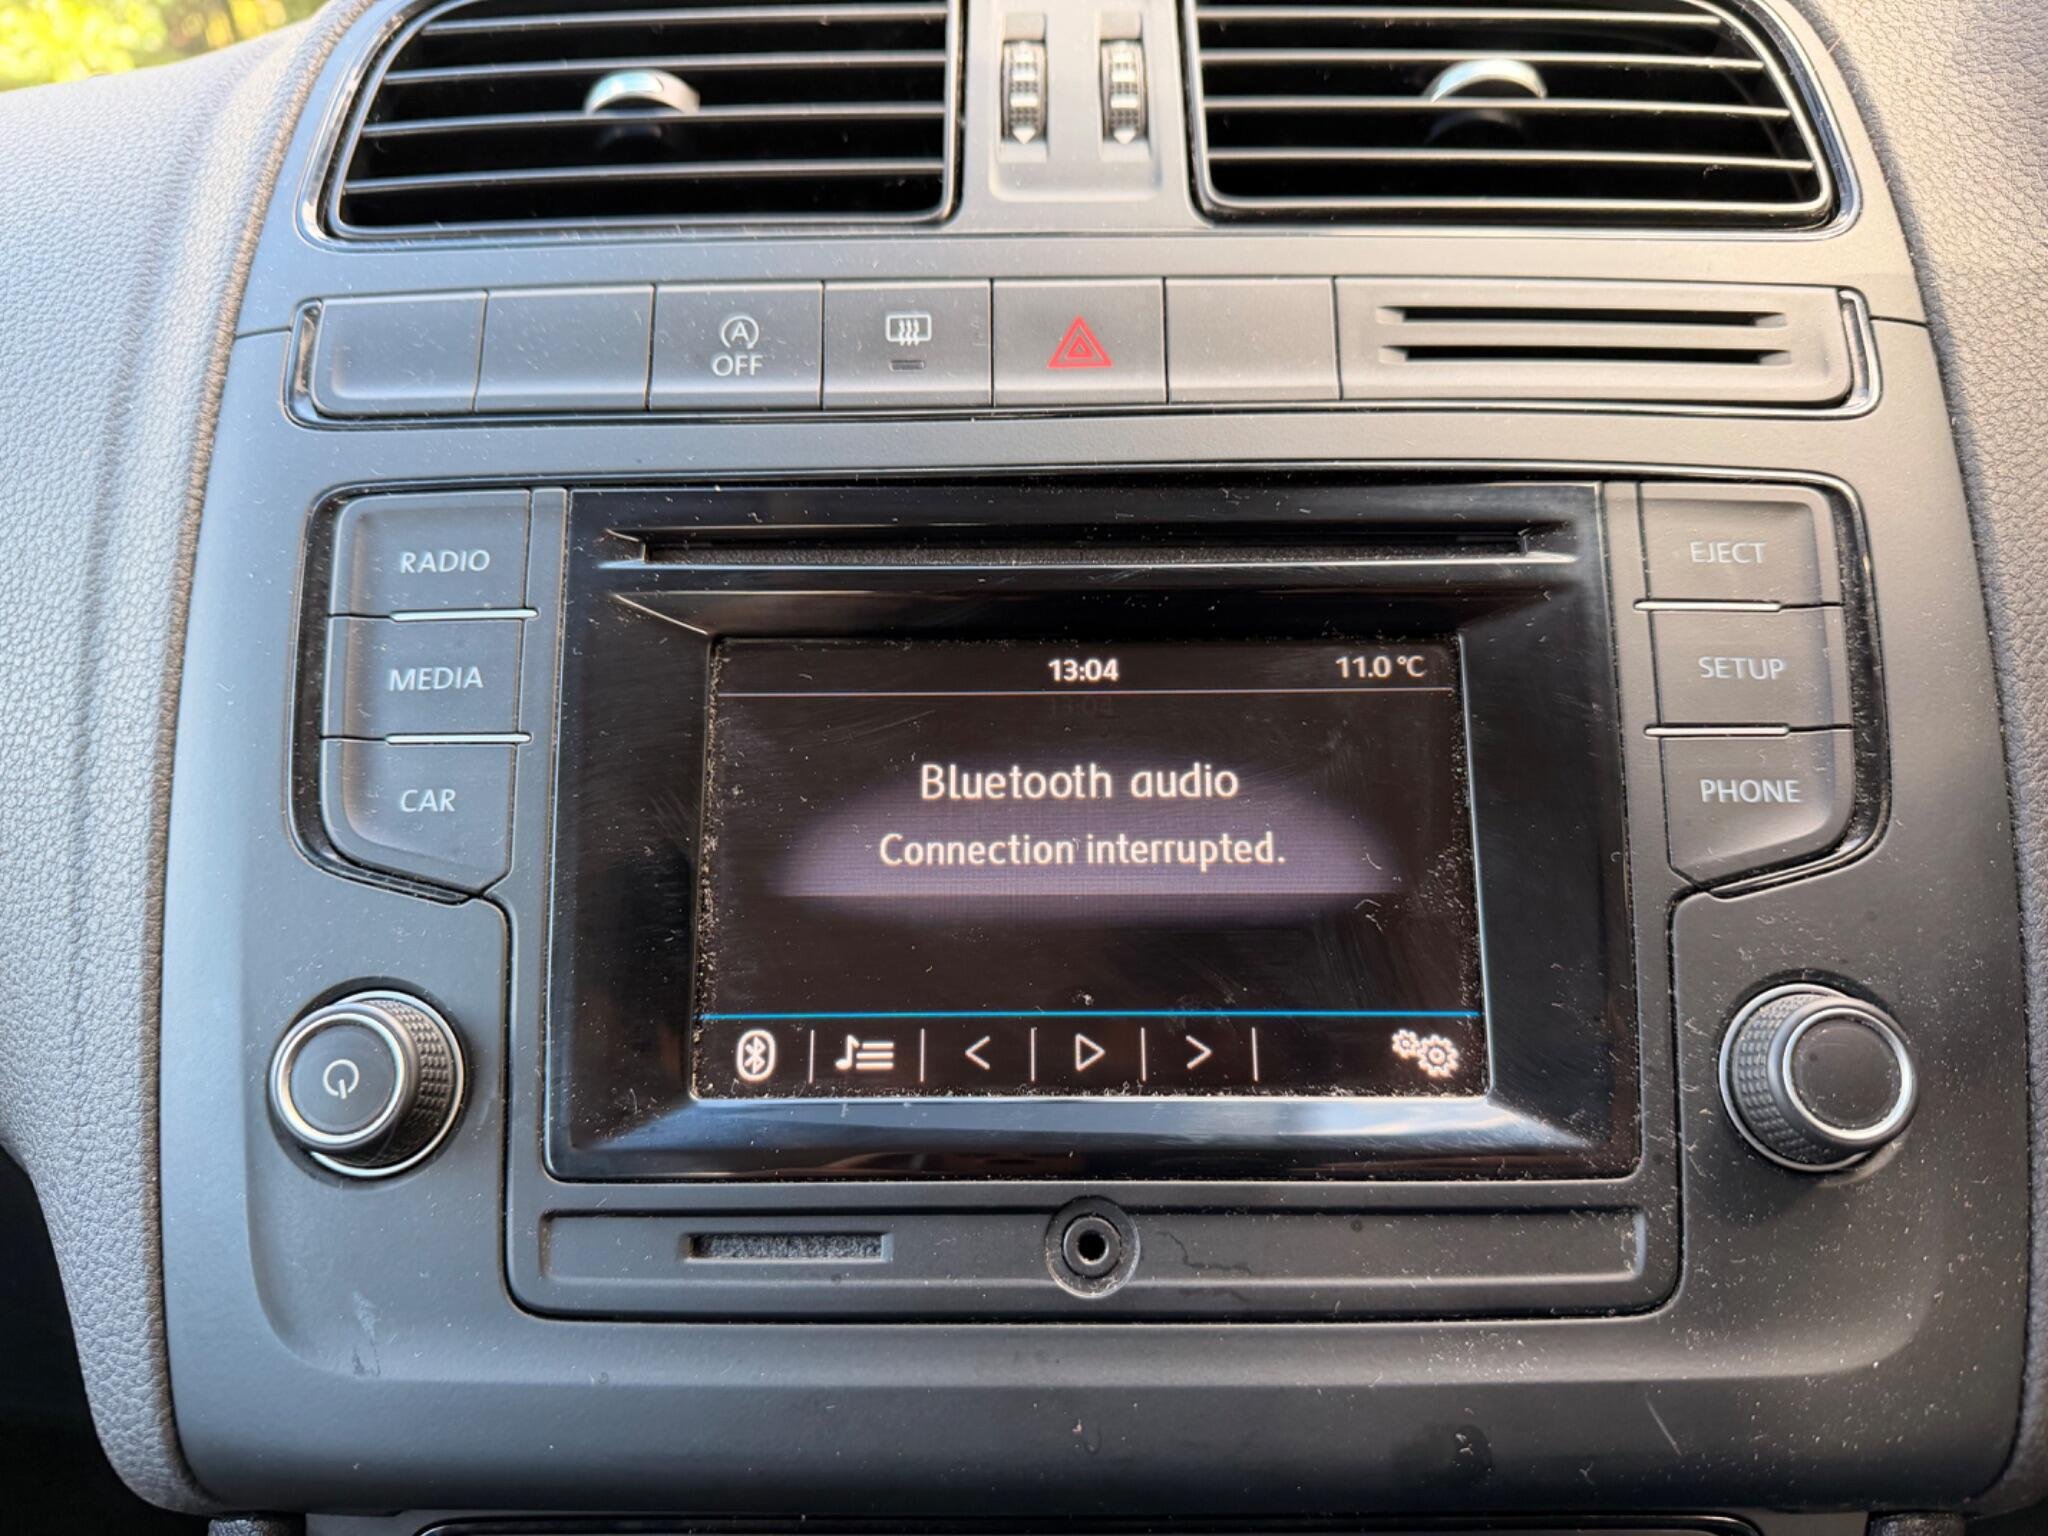 A
OFF
RADIO
MEDIA
CAR
EJECT
SETUP
PHONE
13:04
11.0 °C
Bluetooth audio
Connection interrupted.